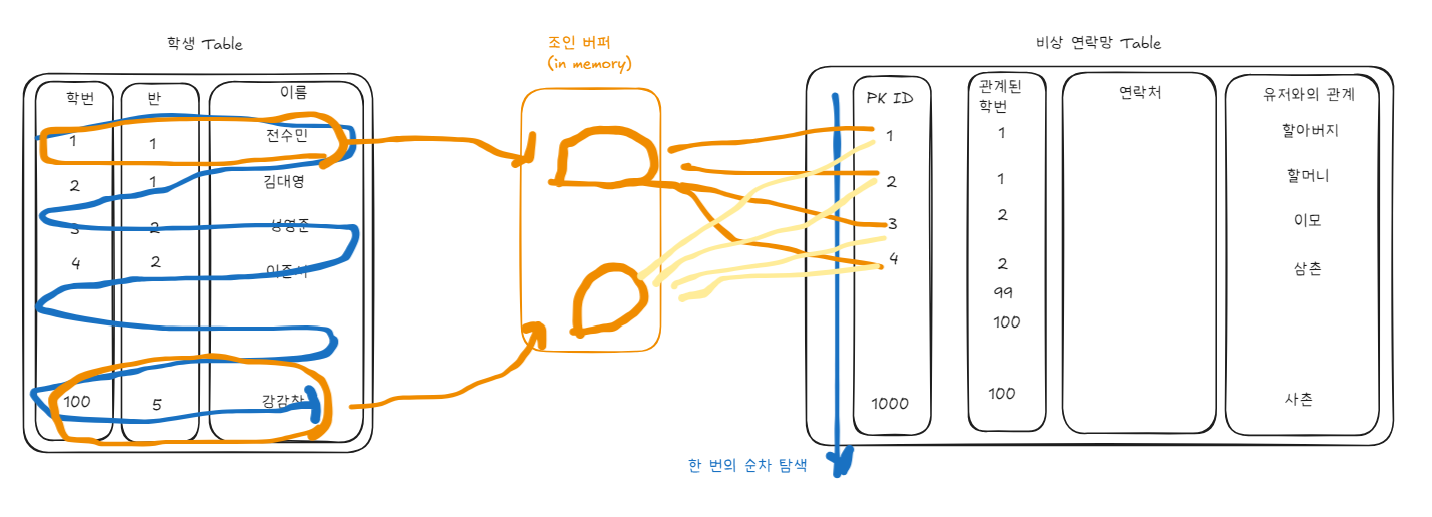 학생 Table
조인 버퍼
(in memory)
비상 연락망 Table
학번 반 이름
1 1 전수민
2 1 김대영
3 2 성영준
4 2
100 5 강감찬
PK ID 관계된 학번 연락처 유저와의 관계
1 1 할아버지
2 1 할머니
3 2 이모
4 2 삼촌
99
100
1000 100 사촌
한 번의 순차 탐색